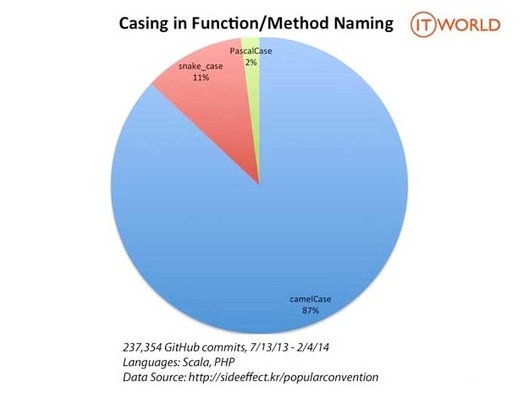 Casing in Function/Method Naming
ITWORLD
PascalCase
2%
snake_case
11%
camelCase
87%
237,354 GitHub commits, 7/13/13 - 2/4/14
Languages: Scala, PHP
Data Source: http://sideeffect.kr/popularconvention